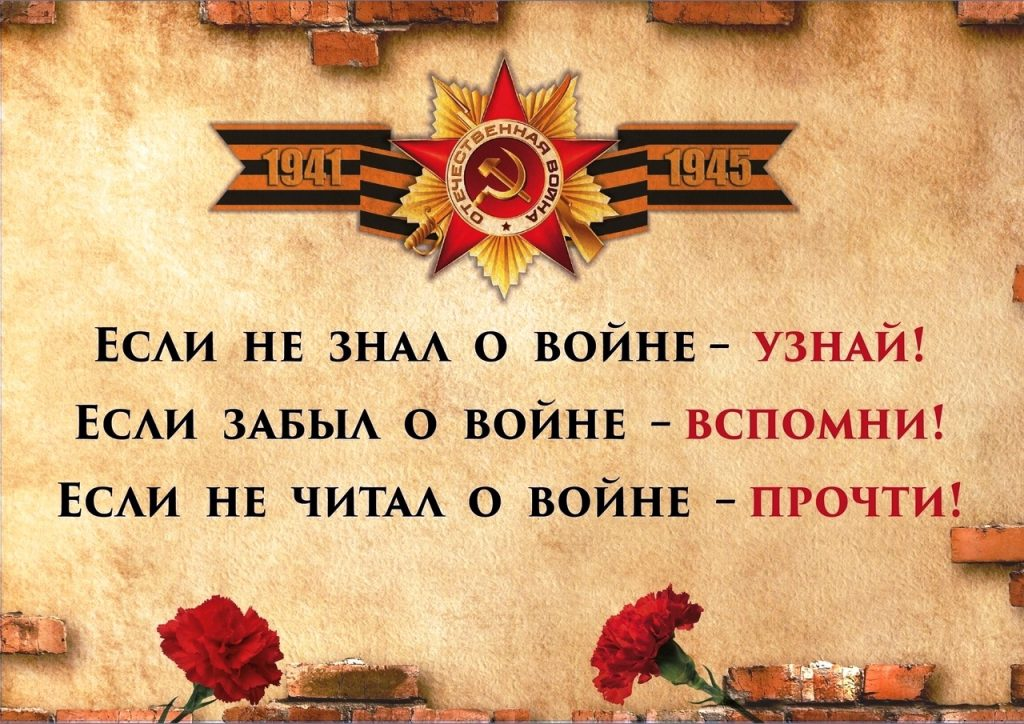 1941 1945
ОТЕЧЕСТВЕННАЯ ВОЙНА
Если не знал о войне – узнай!
Если забыл о войне – вспомни!
Если не читал о войне – прочти!